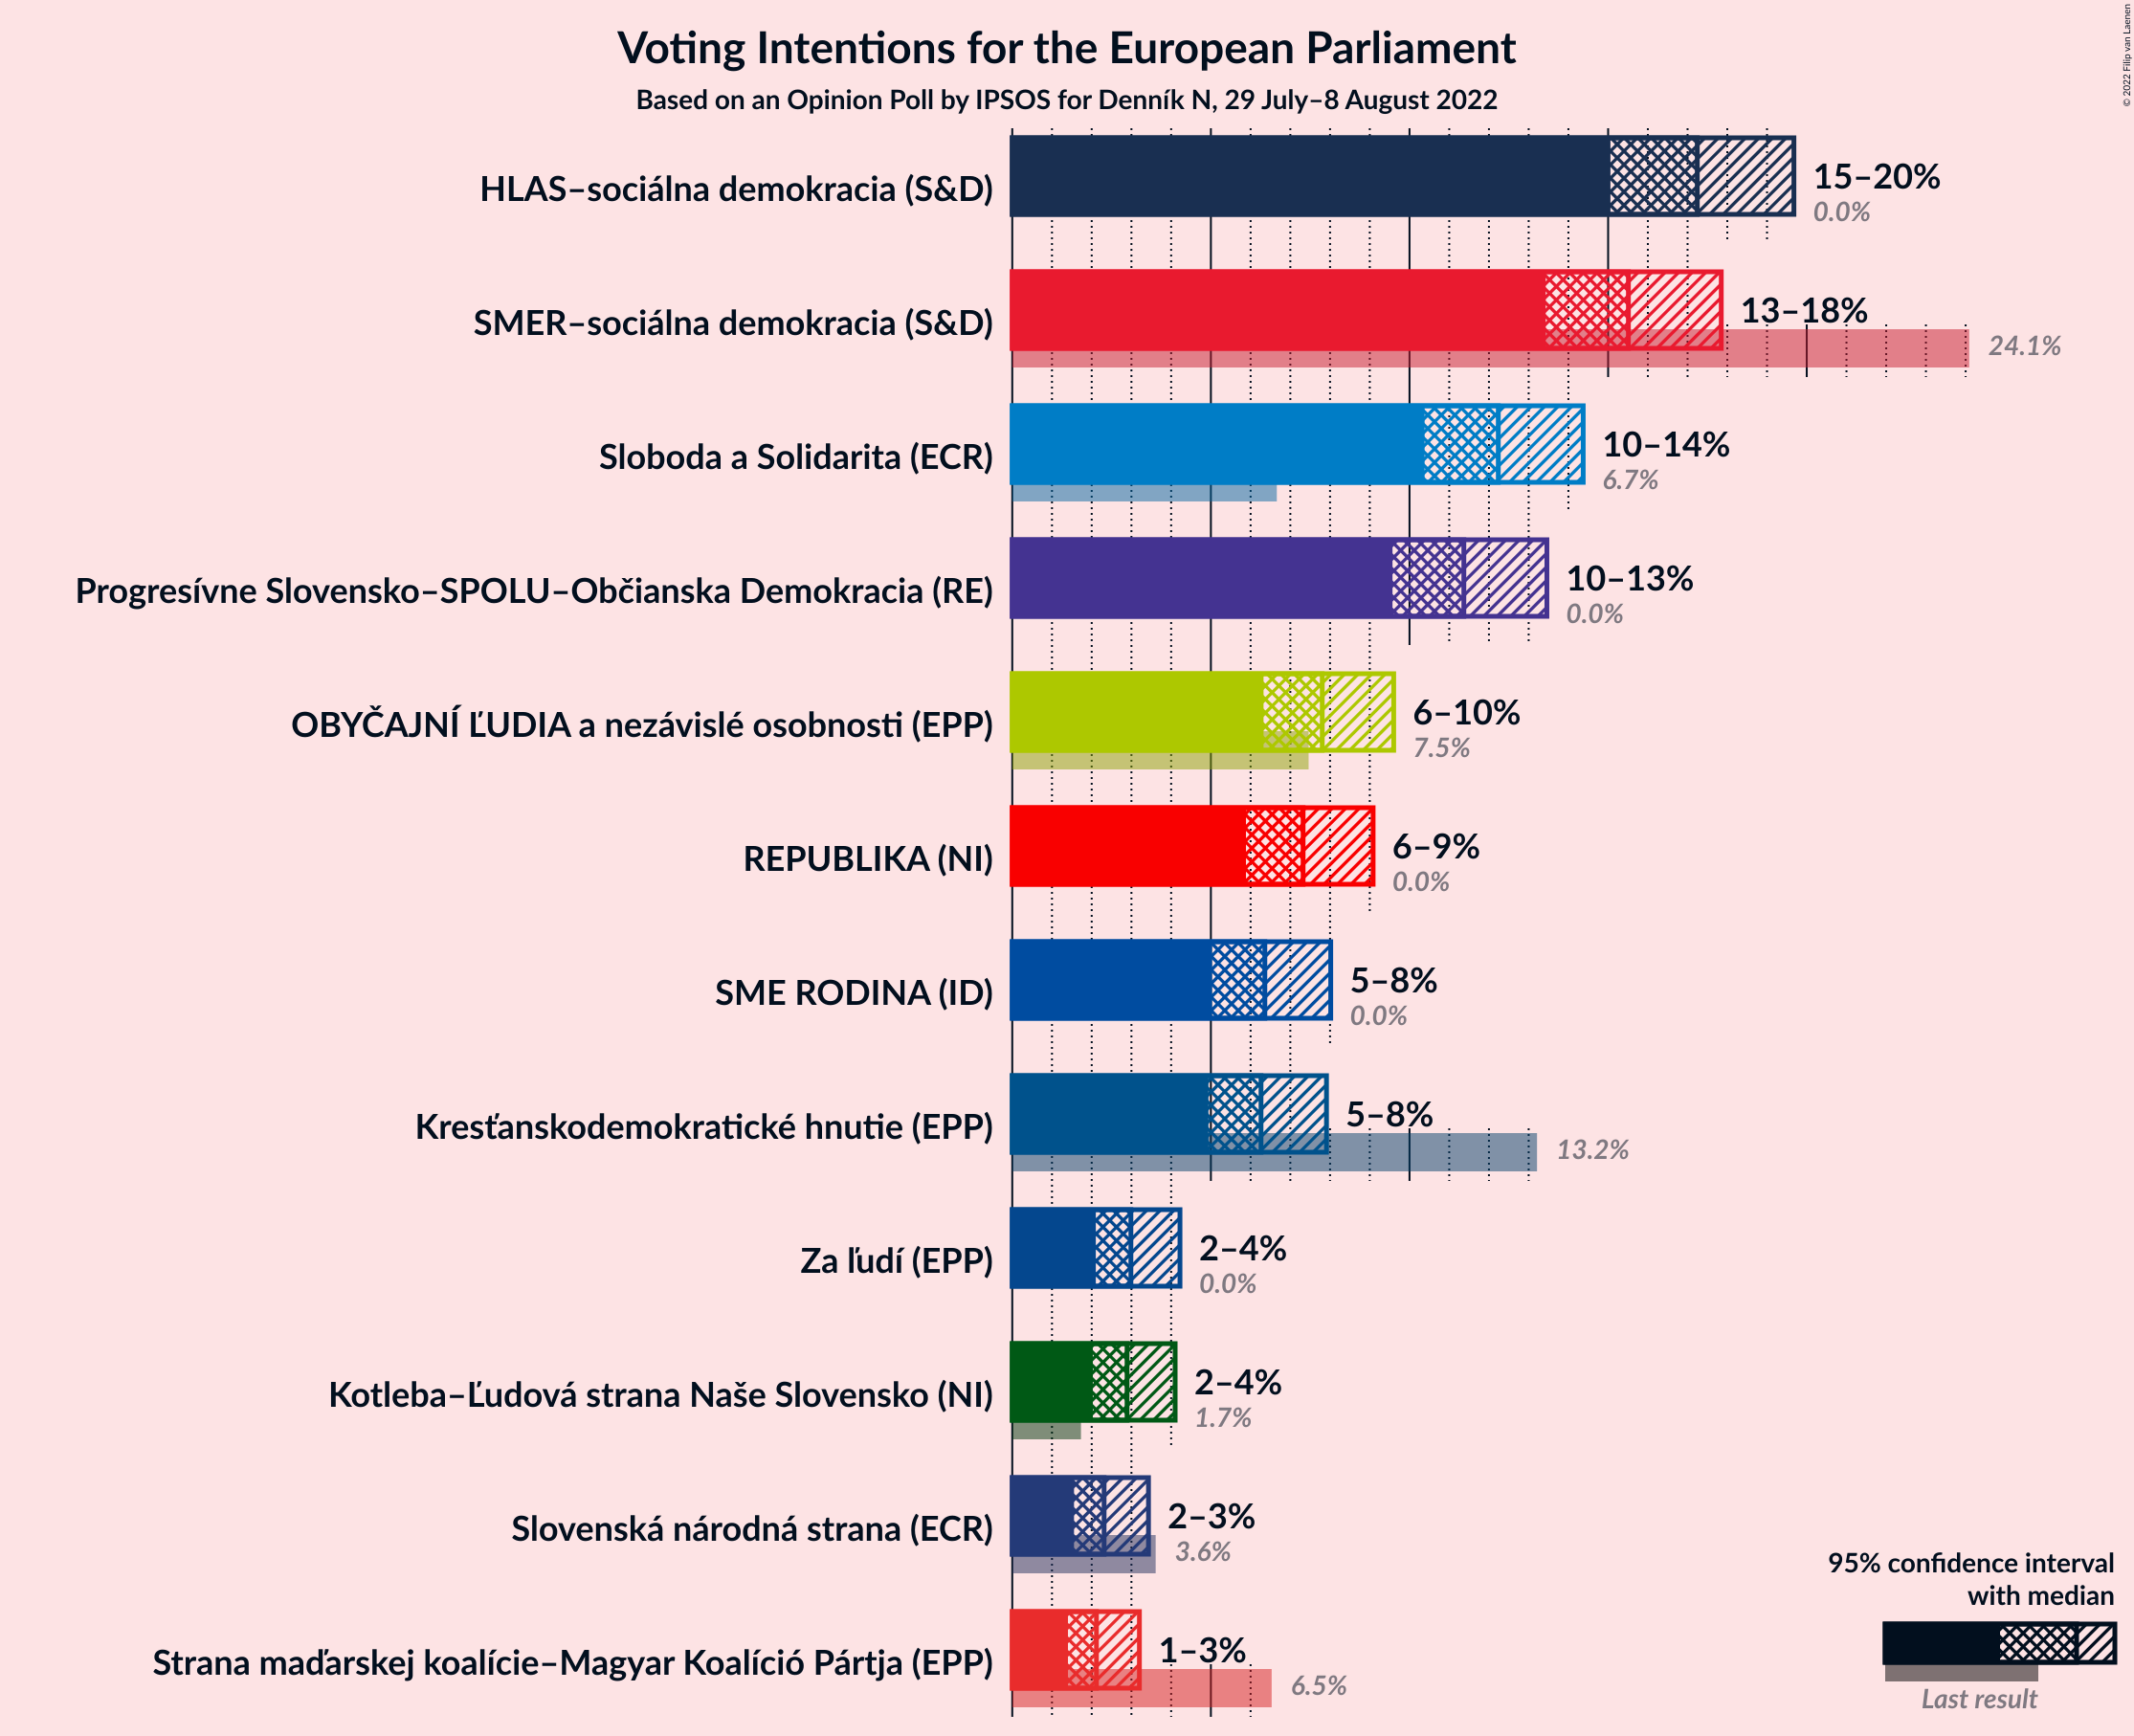 © 2022 Filip van Laenen
Voting Intentions for the European Parliament
Based on an Opinion Poll by IPSOS for Denník N, 29 July–8 August 2022
HLAS–sociálna demokracia (S&D)
15–20%
0.0%
SMER–sociálna demokracia (S&D)
13–18%
24.1%
Sloboda a Solidarita (ECR)
10–14%
6.7%
Progresívne Slovensko–SPOLU–Občianska Demokracia (RE)
10–13%
0.0%
OBYČAJNÍ ĽUDIA a nezávislé osobnosti (EPP)
6–10%
7.5%
REPUBLIKA (NI)
6–9%
0.0%
SME RODINA (ID)
5–8%
0.0%
Kresťanskodemokratické hnutie (EPP)
5–8%
13.2%
Za ľudí (EPP)
2–4%
0.0%
Kotleba–Ľudová strana Naše Slovensko (NI)
2–4%
1.7%
Slovenská národná strana (ECR)
2–3%
3.6%
Strana maďarskej koalície–Magyar Koalíció Pártja (EPP)
1–3%
6.5%
95% confidence interval
with median
Last result